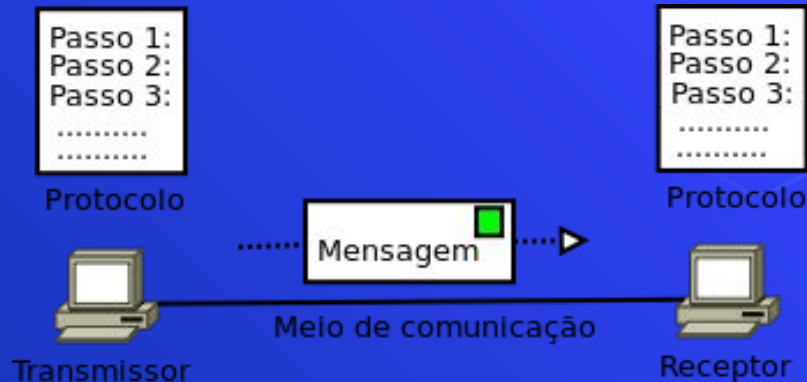 Passo 1:
Passo 2:
Passo 3:
..........
..........
Protocolo
Passo 1:
Passo 2:
Passo 3:
..........
..........
Protocolo
Mensagem
Meio de comunicação
Transmissor
Receptor